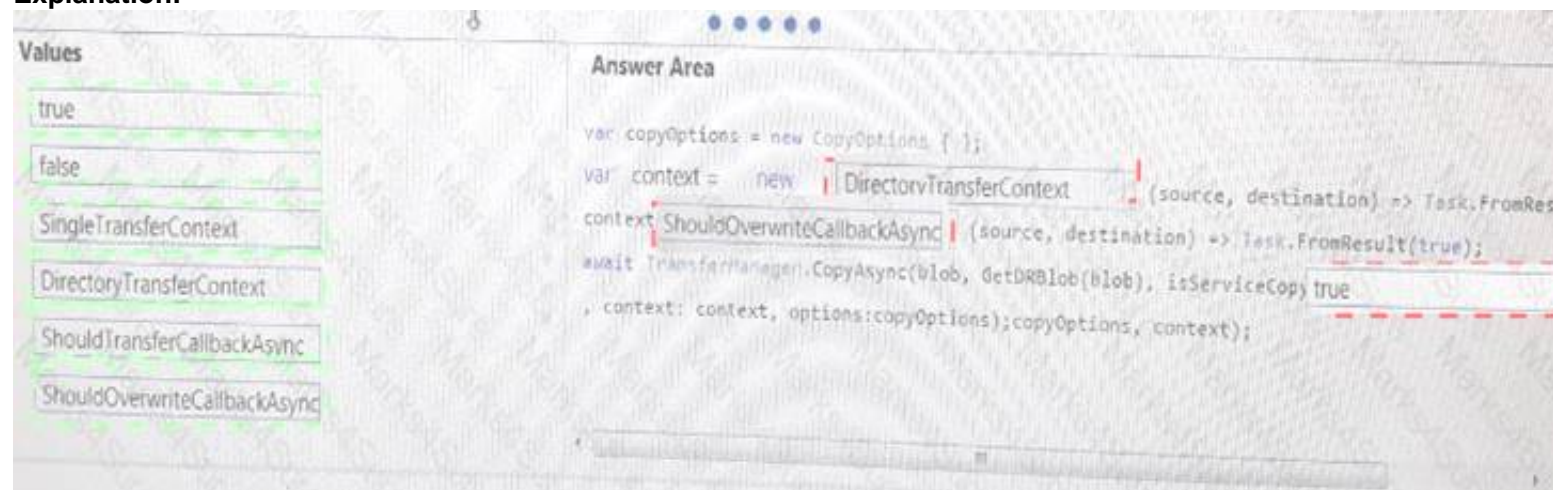 Explanation:
Values
true
false
SingleTransferContext
DirectoryTransferContext
ShouldTransferCallbackAsync
ShouldOverwriteCallbackAsync
Answer Area
var copyOptions = new CopyOptions { };
var context = new DirectoryTransferContext (source, destination) => Task.FromRes
context ShouldOverwriteCallbackAsync (source, destination) => Task.FromResult(true);
await TransferManager.CopyAsync(blob, GetDRBlob(blob), isServiceCopy true
, context: context, options:copyOptions);copyOptions, context);